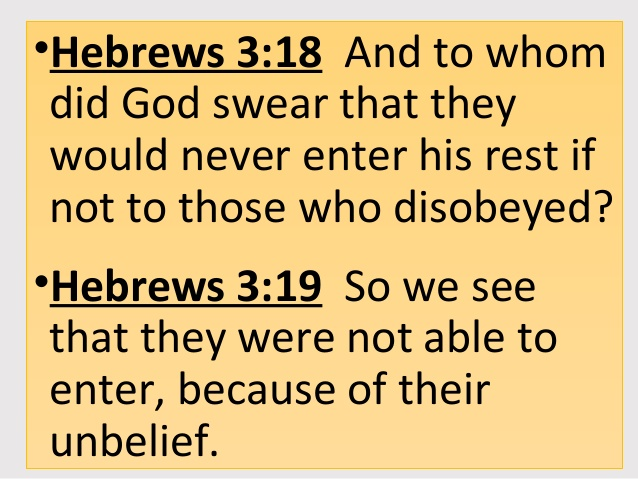 •Hebrews 3:18 And to whom
did God swear that they
would never enter his rest if
not to those who disobeyed?
•Hebrews 3:19 So we see
that they were not able to
enter, because of their
unbelief.